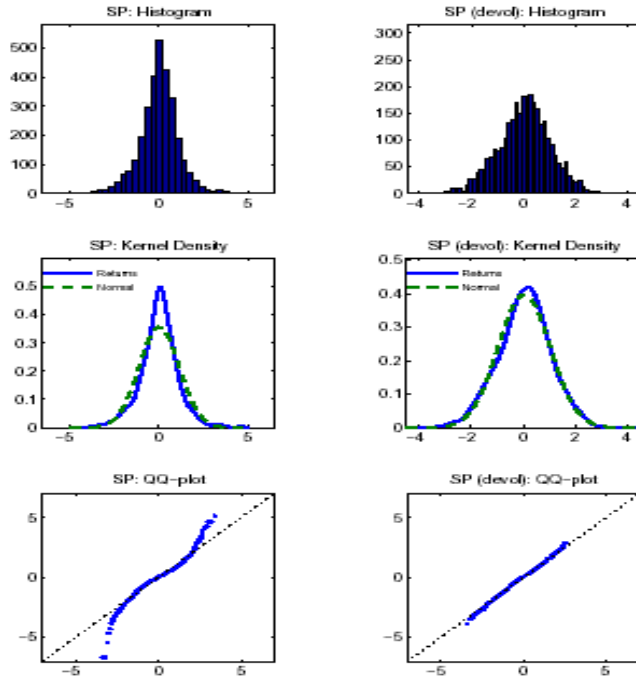 SP: Histogram
500
400
300
200
100
0
−5 0 5
SP (devol): Histogram
300
250
200
150
100
50
0
−4 −2 0 2 4
SP: Kernel Density
Returns
Normal
0.5
0.4
0.3
0.2
0.1
0
−5 0 5
SP (devol): Kernel Density
0.5
Returns
Normal
0.4
0.3
0.2
0.1
0
−4 −2 0 2 4
SP: QQ-plot
5
0
−5
−5 0 5
SP (devol): QQ-plot
5
0
−5
−5 0 5